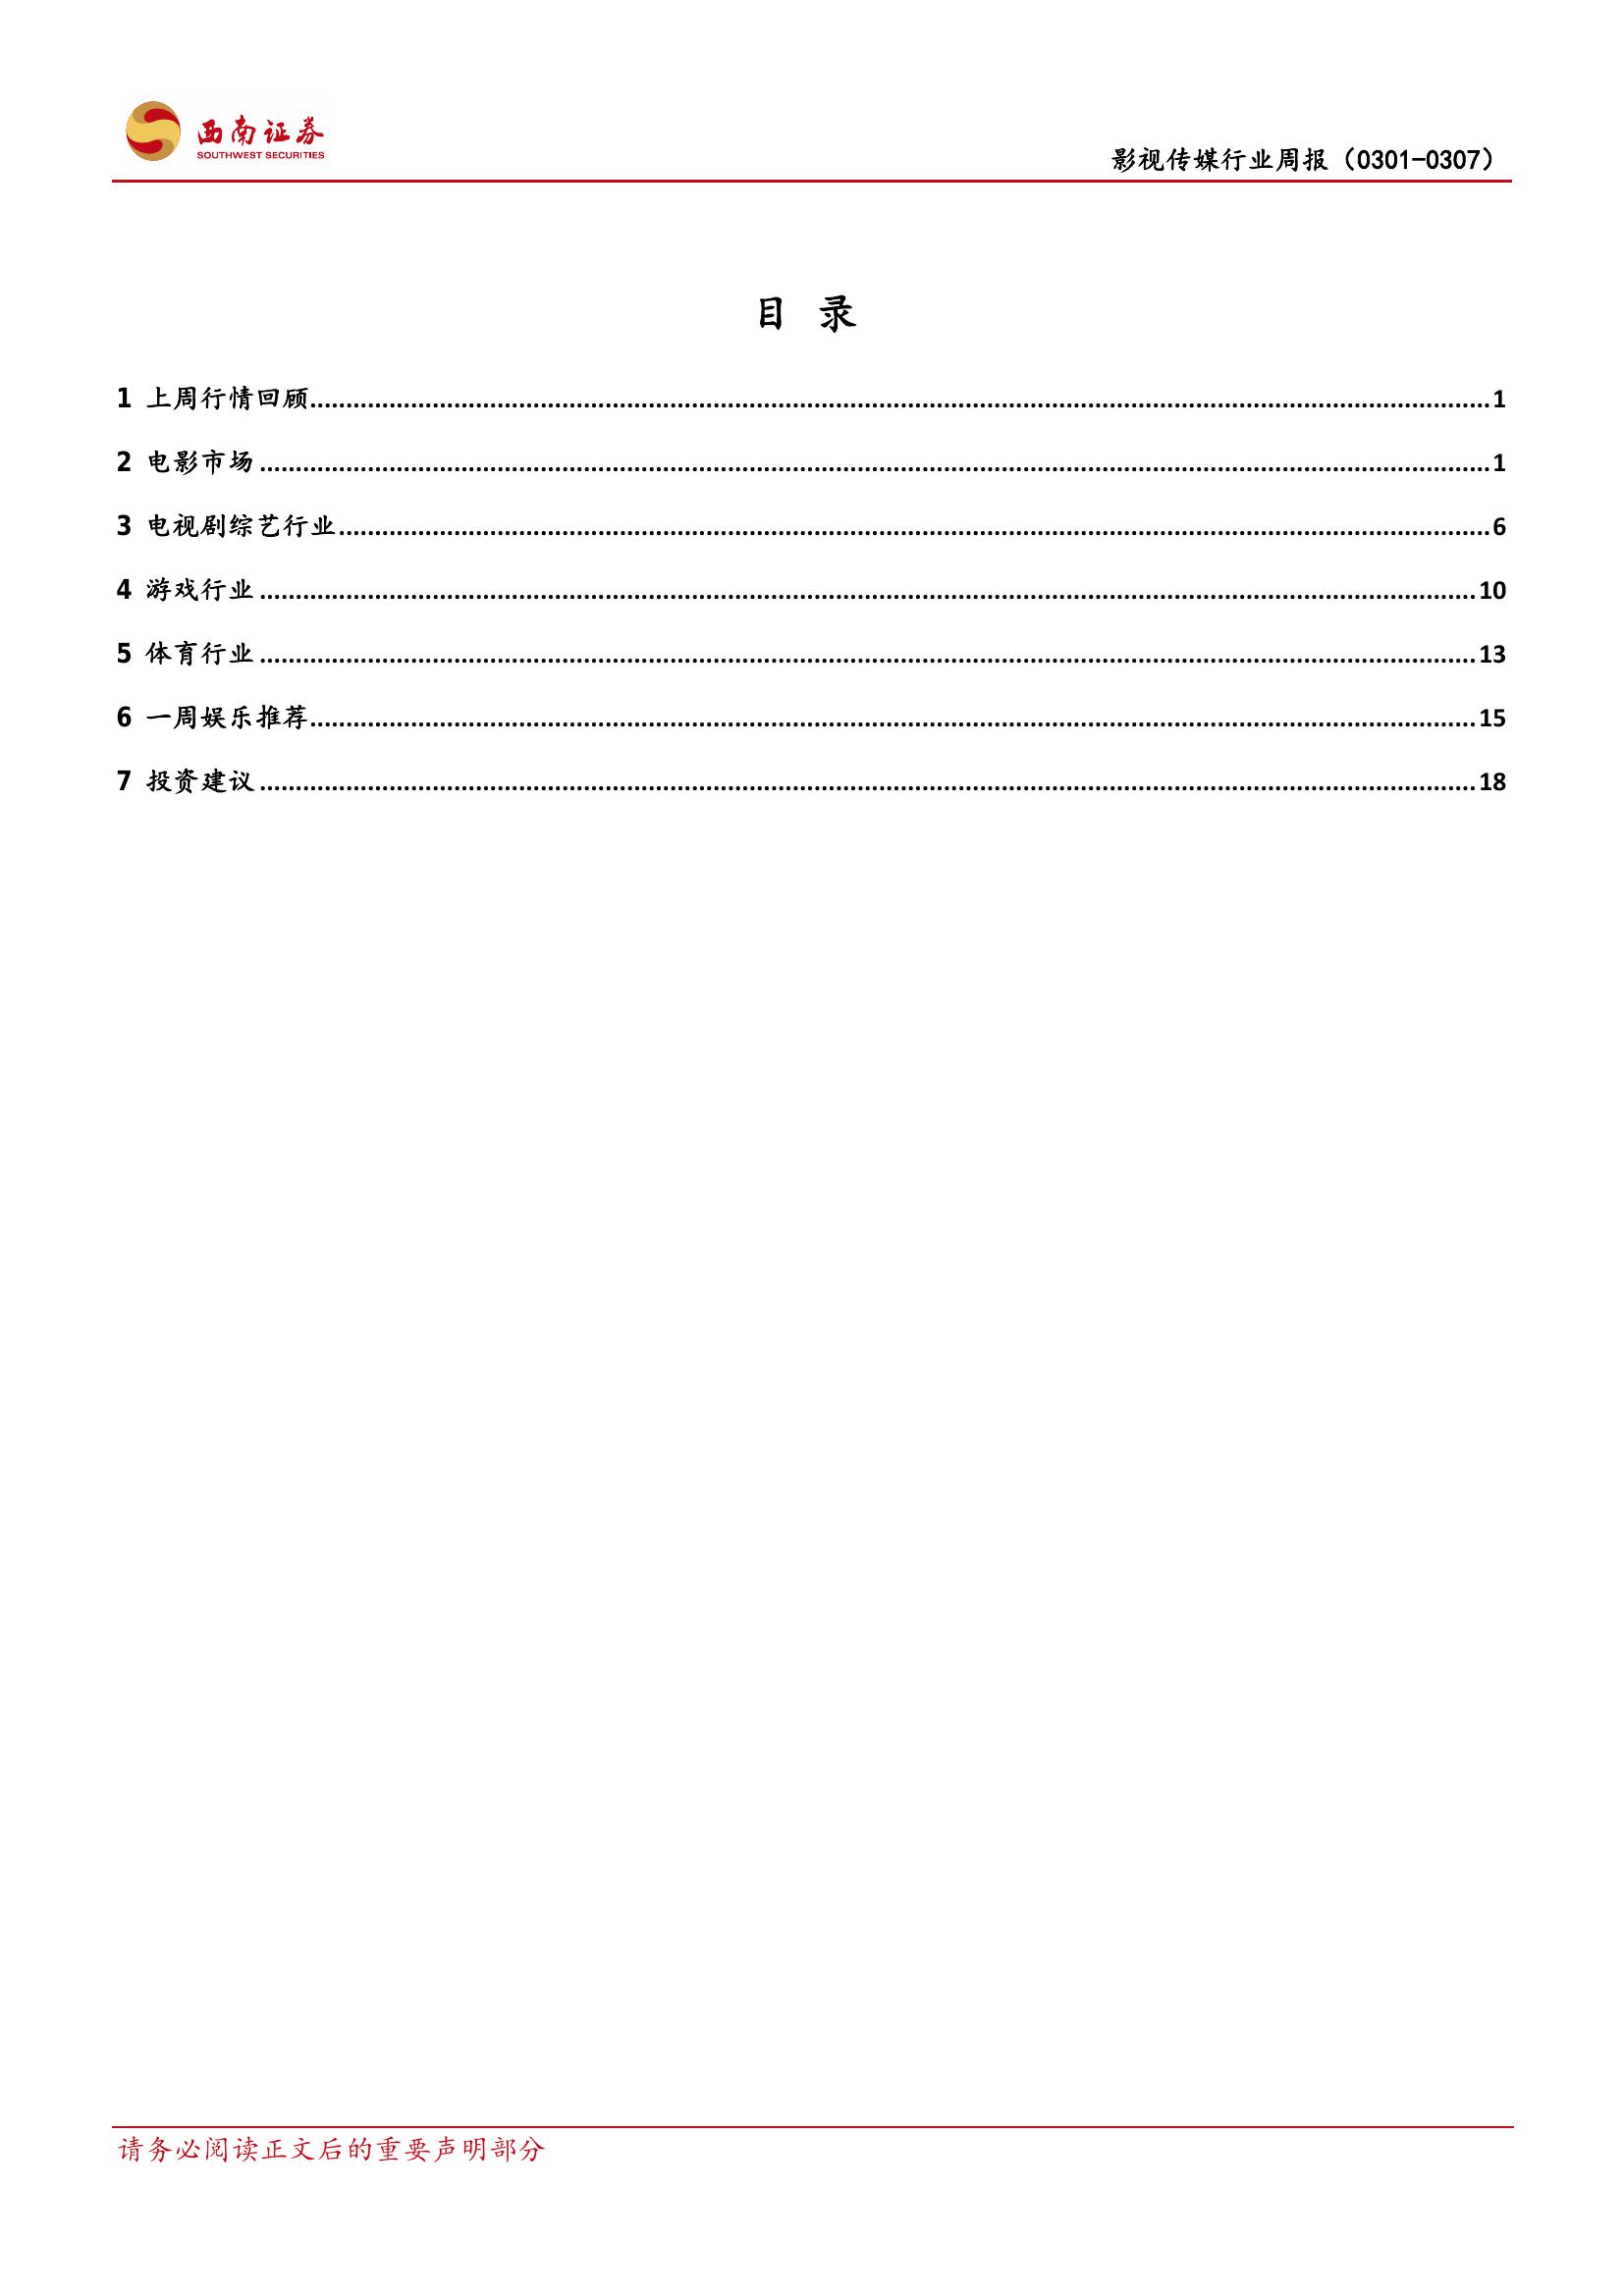 西南证券
SOUTHWEST SECURITIES
影视传媒行业周报（0301-0307）
目 录
1 上周行情回顾........................................1
2 电影市场........................................1
3 电视剧综艺行业........................................6
4 游戏行业........................................10
5 体育行业........................................13
6 一周娱乐推荐........................................15
7 投资建议........................................18
请务必阅读正文后的重要声明部分